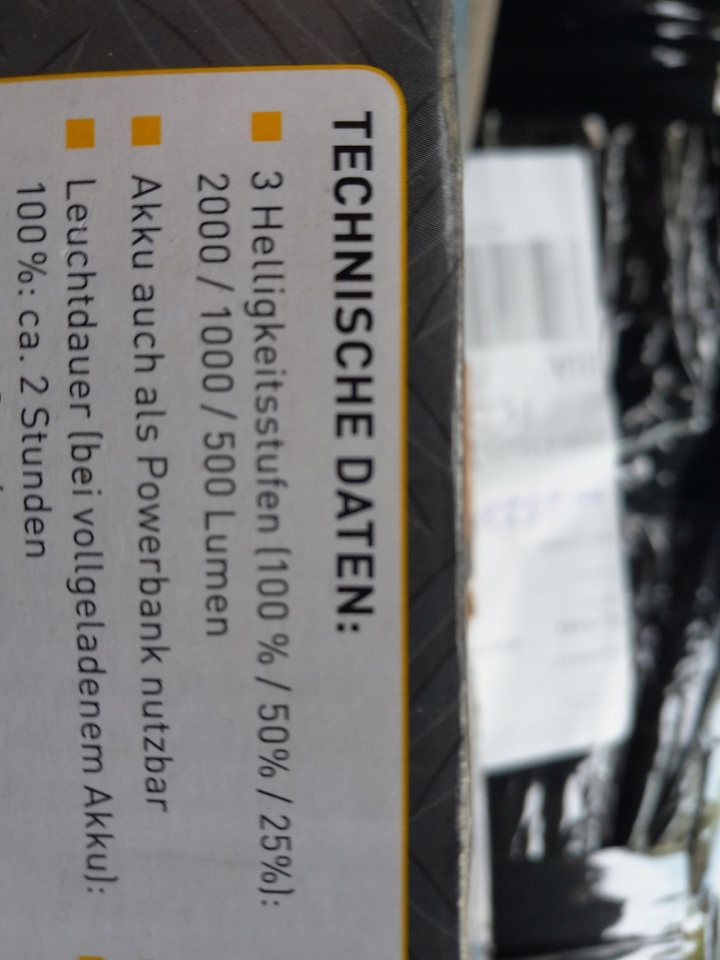 TECHNISCHE DATEN:
3 Helligkeitsstufen (100 % / 50% / 25%):
2000 / 1000 / 500 Lumen
Akku auch als Powerbank nutzbar
Leuchtdauer (bei vollgeladenem Akku):
100 %: ca. 2 Stunden